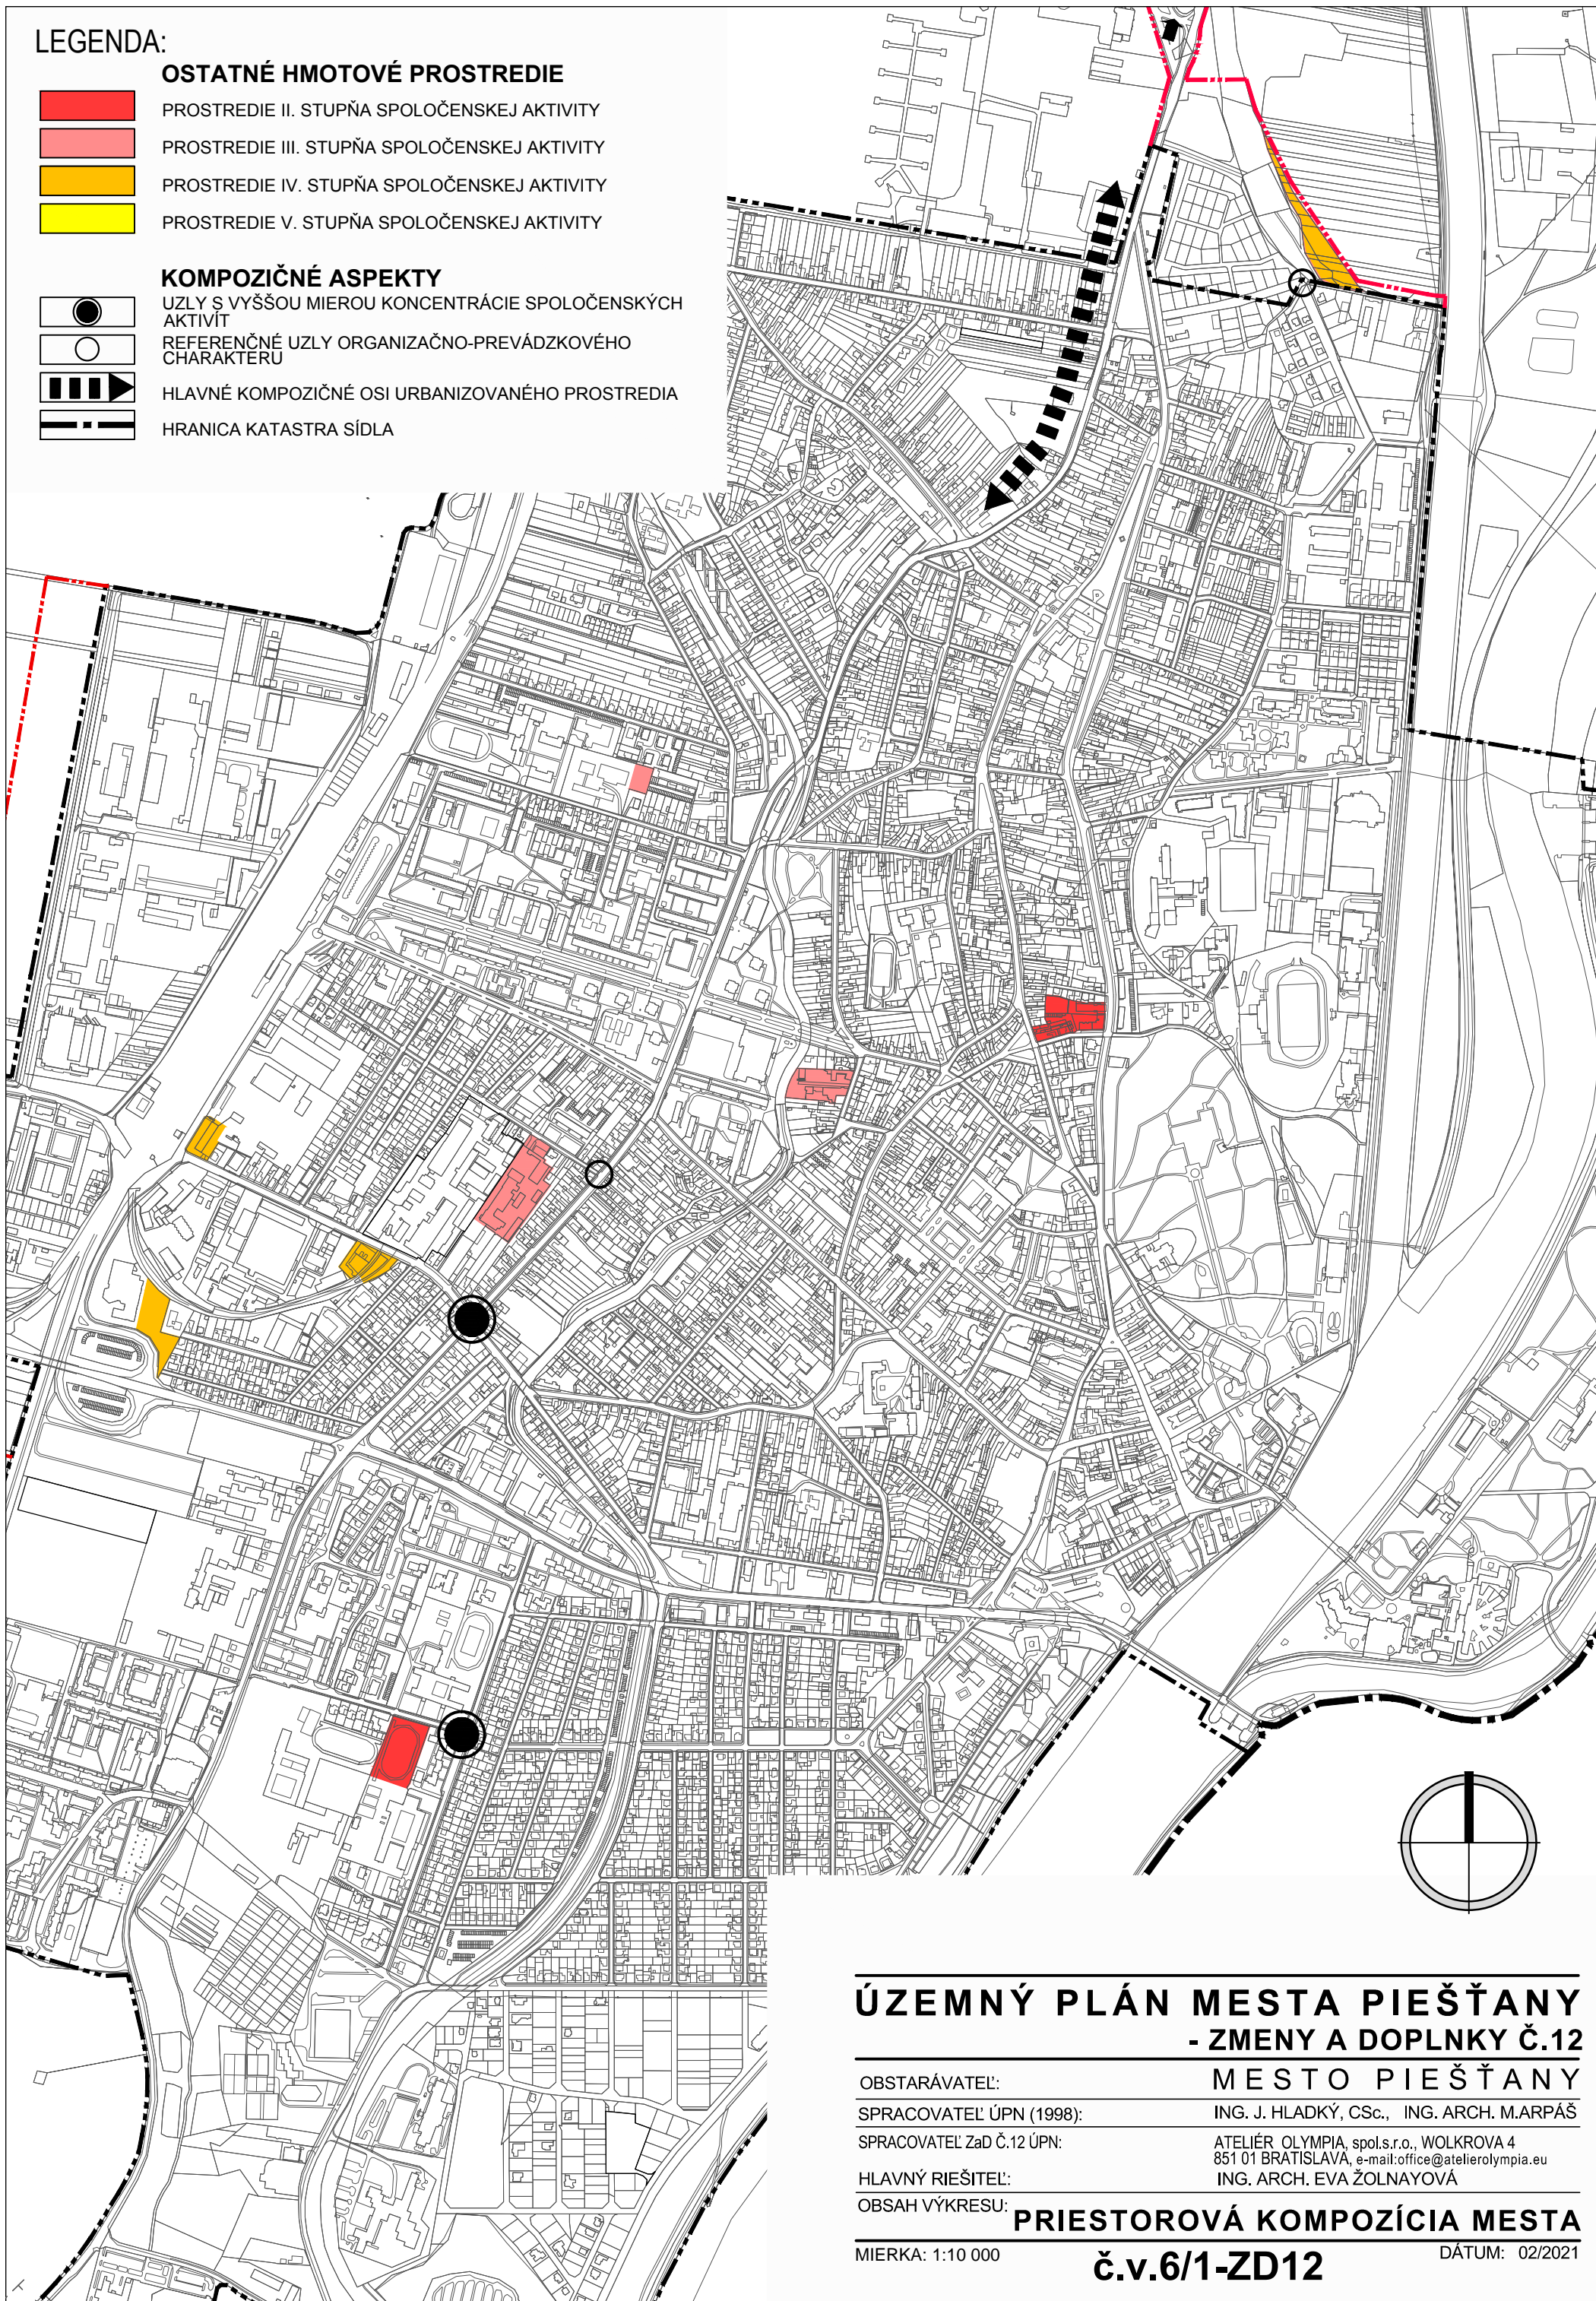 LEGENDA:
OSTATNÉ HMOTOVÉ PROSTREDIE
PROSTREDIE II. STUPŇA SPOLOČENSKEJ AKTIVITY
PROSTREDIE III. STUPŇA SPOLOČENSKEJ AKTIVITY
PROSTREDIE IV. STUPŇA SPOLOČENSKEJ AKTIVITY
PROSTREDIE V. STUPŇA SPOLOČENSKEJ AKTIVITY
KOMPOZIČNÉ ASPEKTY
UZLY S VYŠŠOU MIEROU KONCENTRÁCIE SPOLOČENSKÝCH
AKTIVÍT
REFERENČNÉ UZLY ORGANIZAČNO-PREVÁDZKOVÉHO
CHARAKTERU
HLAVNÉ KOMPOZIČNÉ OSI URBANIZOVANÉHO PROSTREDIA
HRANICA KATASTRA SÍDLA
ÚZEMNÝ PLÁN MESTA PIEŠŤANY
- ZMENY A DOPLNKY Č.12
OBSTARÁVATEĽ: MESTO PIEŠŤANY
SPRACOVATEĽ ÚPN (1998): ING. J. HLADKÝ, CSc., ING. ARCH. M.ARPÁŠ
SPRACOVATEĽ ZaD Č.12 ÚPN: ATELIÉR OLYMPIA, spol.s.r.o., WOLKROVA 4
851 01 BRATISLAVA, e-mail:office@atelierolympia.eu
HLAVNÝ RIEŠITEĽ: ING. ARCH. EVA ŽOLNAYOVÁ
OBSAH VÝKRESU: PRIESTOROVÁ KOMPOZÍCIA MESTA
MIERKA: 1:10 000 č.v.6/1-ZD12 DÁTUM: 02/2021